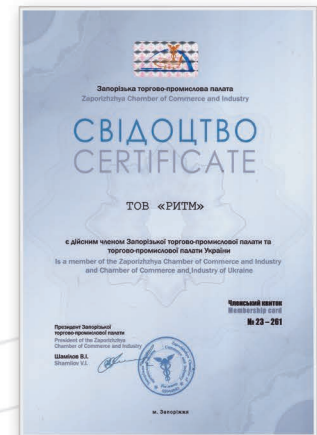 Запорізька торгово-промислова палата
Zaporizhzhya Chamber of Commerce and Industry
СВІДОЦТВО
CERTIFICATE
ТОВ «РИТМ»
є дійсним членом Запорізької торгово-промислової палати та
торгово-промислової палати України
Is a member of the Zaporizhzhya Chamber of Commerce and Industry
and Chamber of Commerce and Industry of Ukraine
Членський квиток
Membership card
№ 23 – 261
Президент Запорізької
торгово-промислової палати
President of the Zaporizhzhya
Chamber of Commerce and Industry
Шамілов В.І.
Shamilov V.I.
м. Запоріжжя